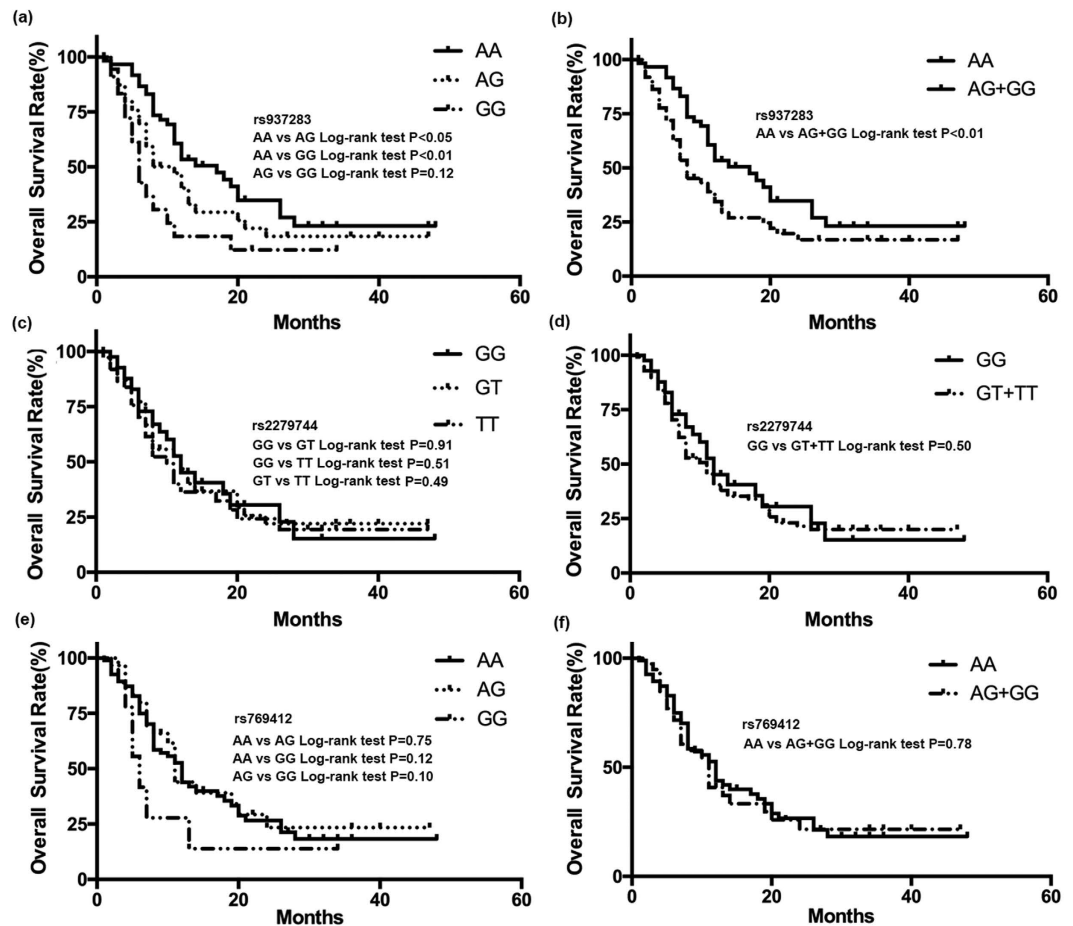 (a)
Overall Survival Rate(%)
100
75
50
25
0
0 20 40 60
Months
AA
AG
GG
rs937283
AA vs AG Log-rank test P<0.05
AA vs GG Log-rank test P<0.01
AG vs GG Log-rank test P=0.12
(b)
Overall Survival Rate(%)
100
75
50
25
0
0 20 40 60
Months
AA
AG+GG
rs937283
AA vs AG+GG Log-rank test P<0.01
(c)
Overall Survival Rate(%)
100
75
50
25
0
0 20 40 60
Months
GG
GT
TT
rs2279744
GG vs GT Log-rank test P=0.91
GG vs TT Log-rank test P=0.51
GT vs TT Log-rank test P=0.49
(d)
Overall Survival Rate(%)
100
75
50
25
0
0 20 40 60
Months
GG
GT+TT
rs2279744
GG vs GT+TT Log-rank test P=0.50
(e)
Overall Survival Rate(%)
100
75
50
25
0
0 20 40 60
Months
AA
AG
GG
rs769412
AA vs AG Log-rank test P=0.75
AA vs GG Log-rank test P=0.12
AG vs GG Log-rank test P=0.10
(f)
Overall Survival Rate(%)
100
75
50
25
0
0 20 40 60
Months
AA
AG+GG
rs769412
AA vs AG+GG Log-rank test P=0.78